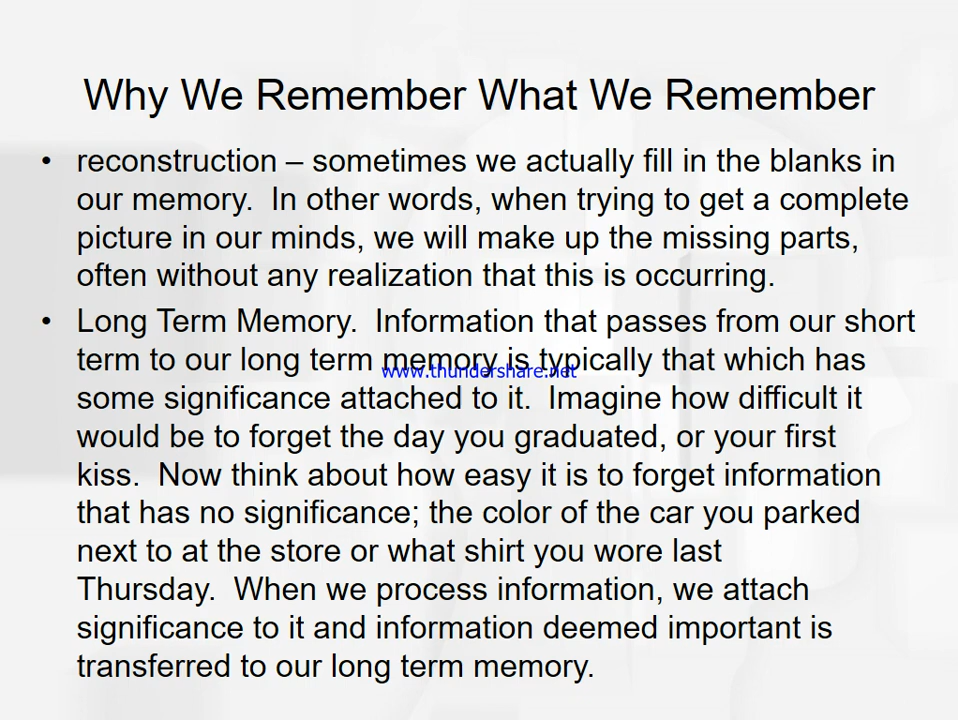 Why We Remember What We Remember
• reconstruction – sometimes we actually fill in the blanks in
our memory.  In other words, when trying to get a complete
picture in our minds, we will make up the missing parts,
often without any realization that this is occurring.
• Long Term Memory.  Information that passes from our short
term to our long term memory is typically that which has
www.thundershare.net
some significance attached to it.  Imagine how difficult it
would be to forget the day you graduated, or your first
kiss.  Now think about how easy it is to forget information
that has no significance; the color of the car you parked
next to at the store or what shirt you wore last
Thursday.  When we process information, we attach
significance to it and information deemed important is
transferred to our long term memory.